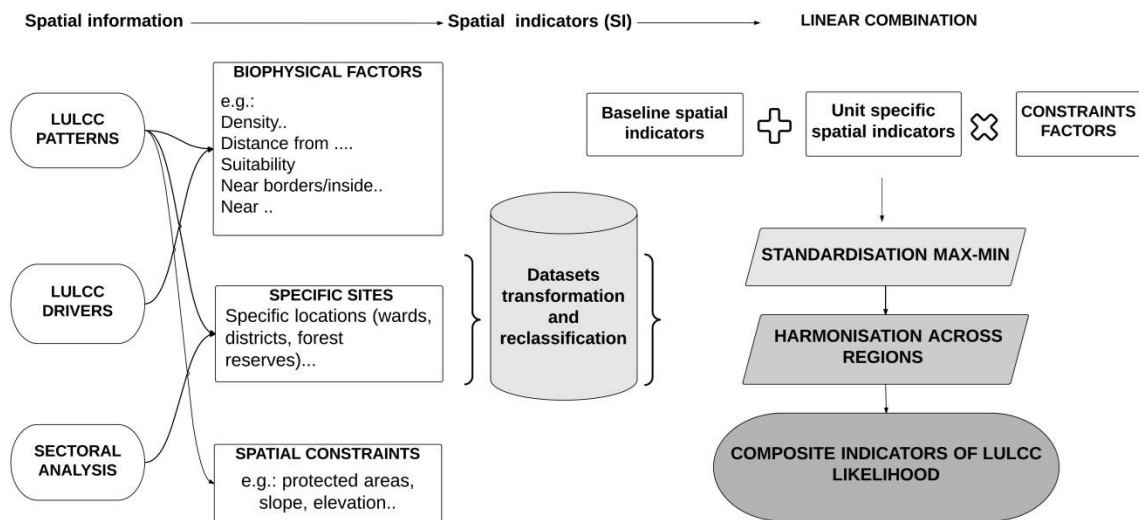 Spatial information
Spatial indicators (SI)
LINEAR COMBINATION
LULCC
PATTERNS
LULCC
DRIVERS
SECTORAL
ANALYSIS
BIOPHYSICAL FACTORS
e.g.:
Density..
Distance from ....
Suitability
Near borders/inside..
Near ..
SPECIFIC SITES
Specific locations (wards,
districts, forest
reserves)...
SPATIAL CONSTRAINTS
e.g.: protected areas,
slope, elevation..
Datasets
transformation
and
reclassification
Baseline spatial
indicators
Unit specific
spatial indicators
CONSTRAINTS
FACTORS
STANDARDISATION MAX-MIN
HARMONISATION ACROSS
REGIONS
COMPOSITE INDICATORS OF LULCC
LIKELIHOOD